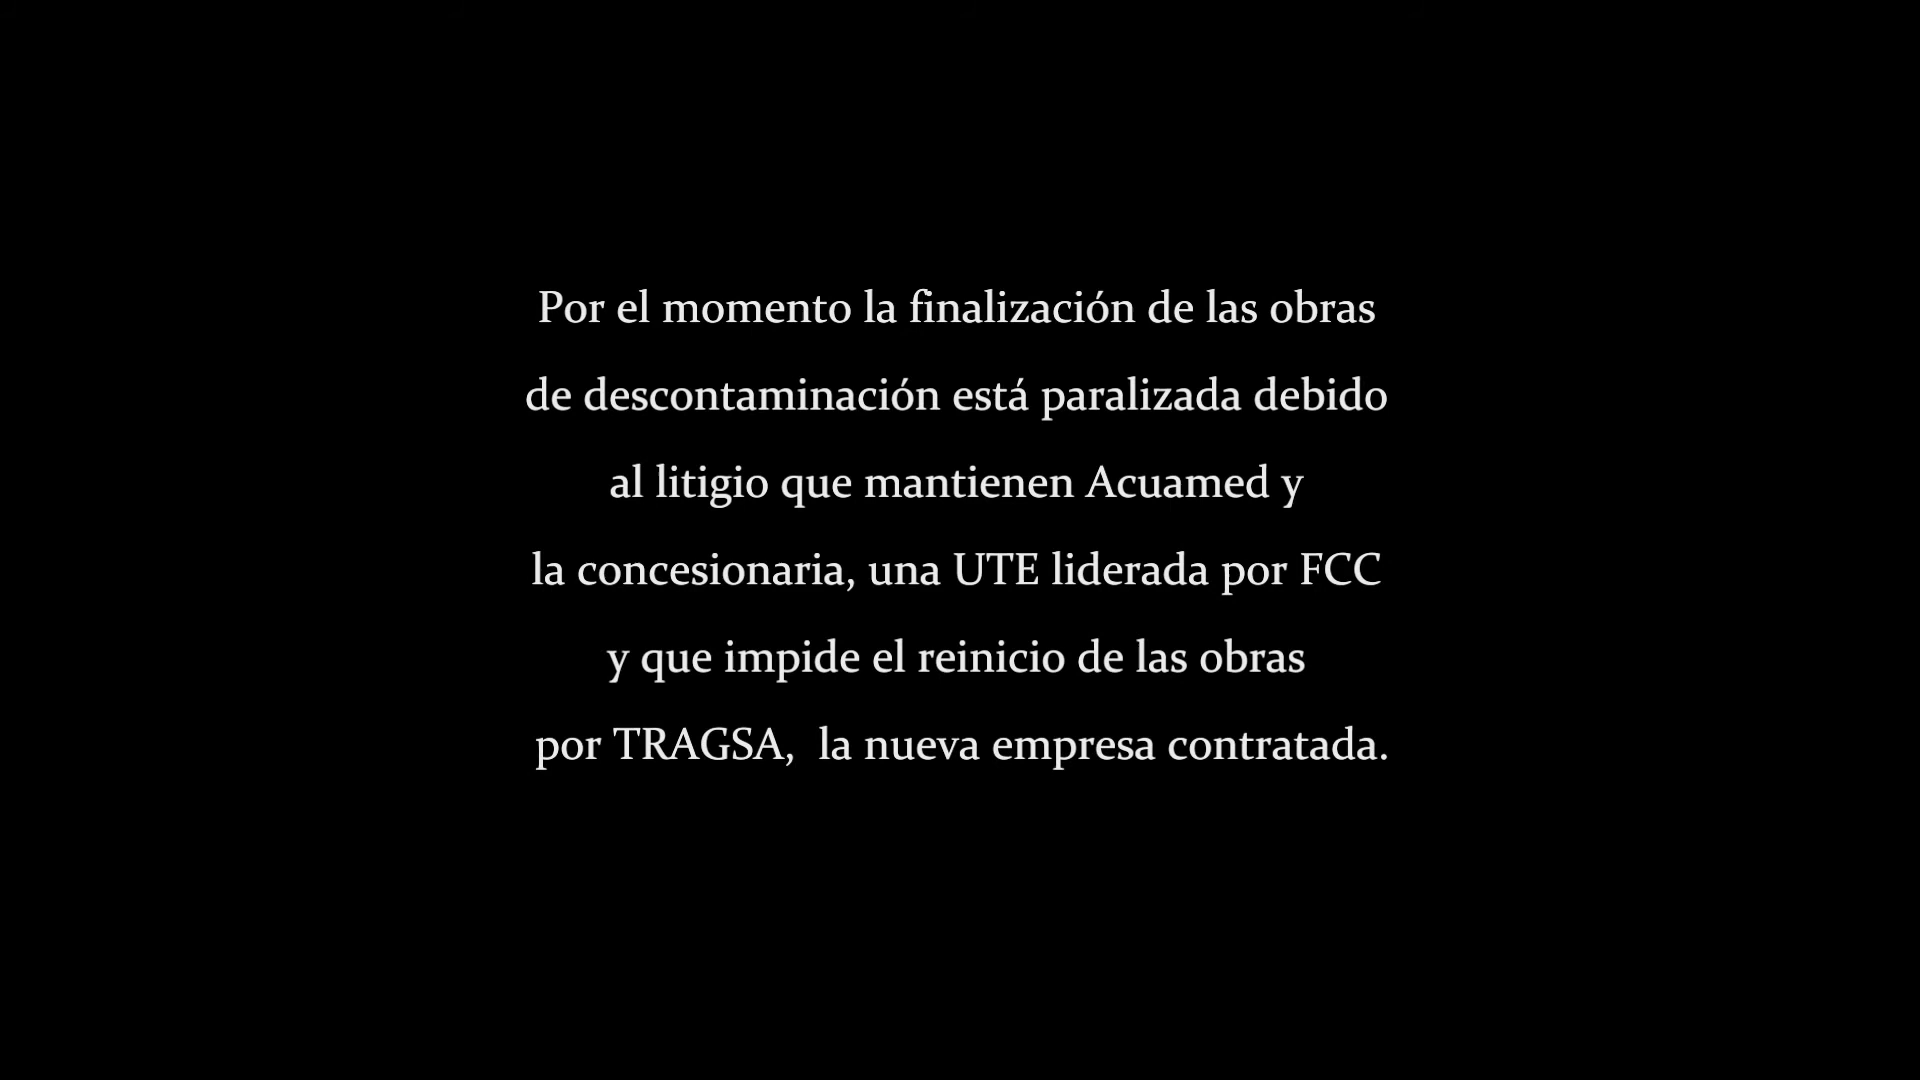 Por el momento la finalización de las obras
de descontaminación está paralizada debido
al litigio que mantienen Acuamed y
la concesionaria, una UTE liderada por FCC
y que impide el reinicio de las obras
por TRAGSA,  la nueva empresa contratada.